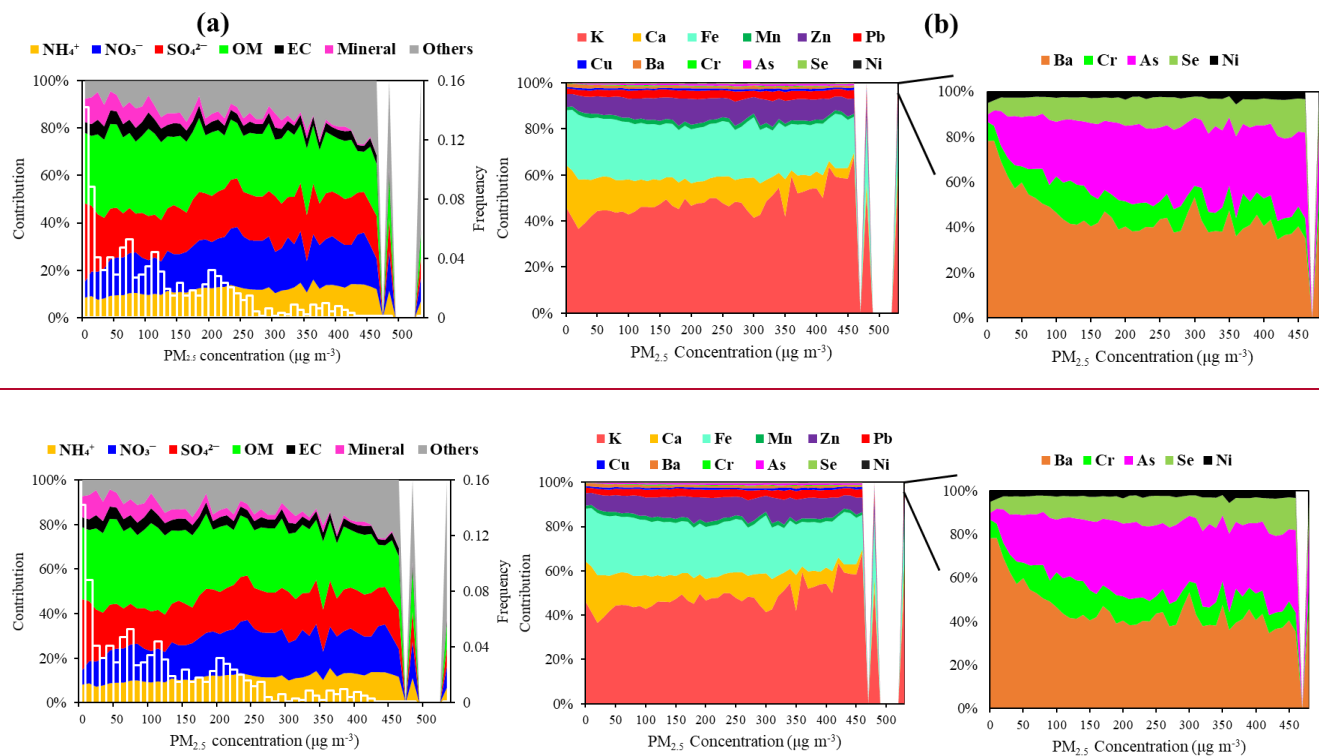 (a)
(b)
NH₄⁺ NO₃⁻ SO₄²⁻ OM EC Mineral Others
100%
80%
60%
40%
20%
0%
Contribution
0.16
0.12
0.08
0.04
0
Frequency
0 50 100 150 200 250 300 350 400 450 500
PM₂.₅ concentration (μg m⁻³)
K Ca Fe Mn Zn Pb
Cu Ba Cr As Se Ni
100%
80%
60%
40%
20%
0%
Contribution
0 50 100 150 200 250 300 350 400 450 500
PM₂.₅ Concentration (μg m⁻³)
Ba Cr As Se Ni
100%
80%
60%
40%
20%
0%
0 50 100 150 200 250 300 350 400 450
PM₂.₅ Concentration (μg m⁻³)
NH₄⁺ NO₃⁻ SO₄²⁻ OM EC Mineral Others
100%
80%
60%
40%
20%
0%
Contribution
0.16
0.12
0.08
0.04
0
Frequency
0 50 100 150 200 250 300 350 400 450 500
PM₂.₅ concentration (μg m⁻³)
K Ca Fe Mn Zn Pb
Cu Ba Cr As Se Ni
100%
80%
60%
40%
20%
0%
Contribution
0 50 100 150 200 250 300 350 400 450 500
PM₂.₅ Concentration (μg m⁻³)
Ba Cr As Se Ni
100%
80%
60%
40%
20%
0%
0 50 100 150 200 250 300 350 400 450
PM₂.₅ Concentration (μg m⁻³)